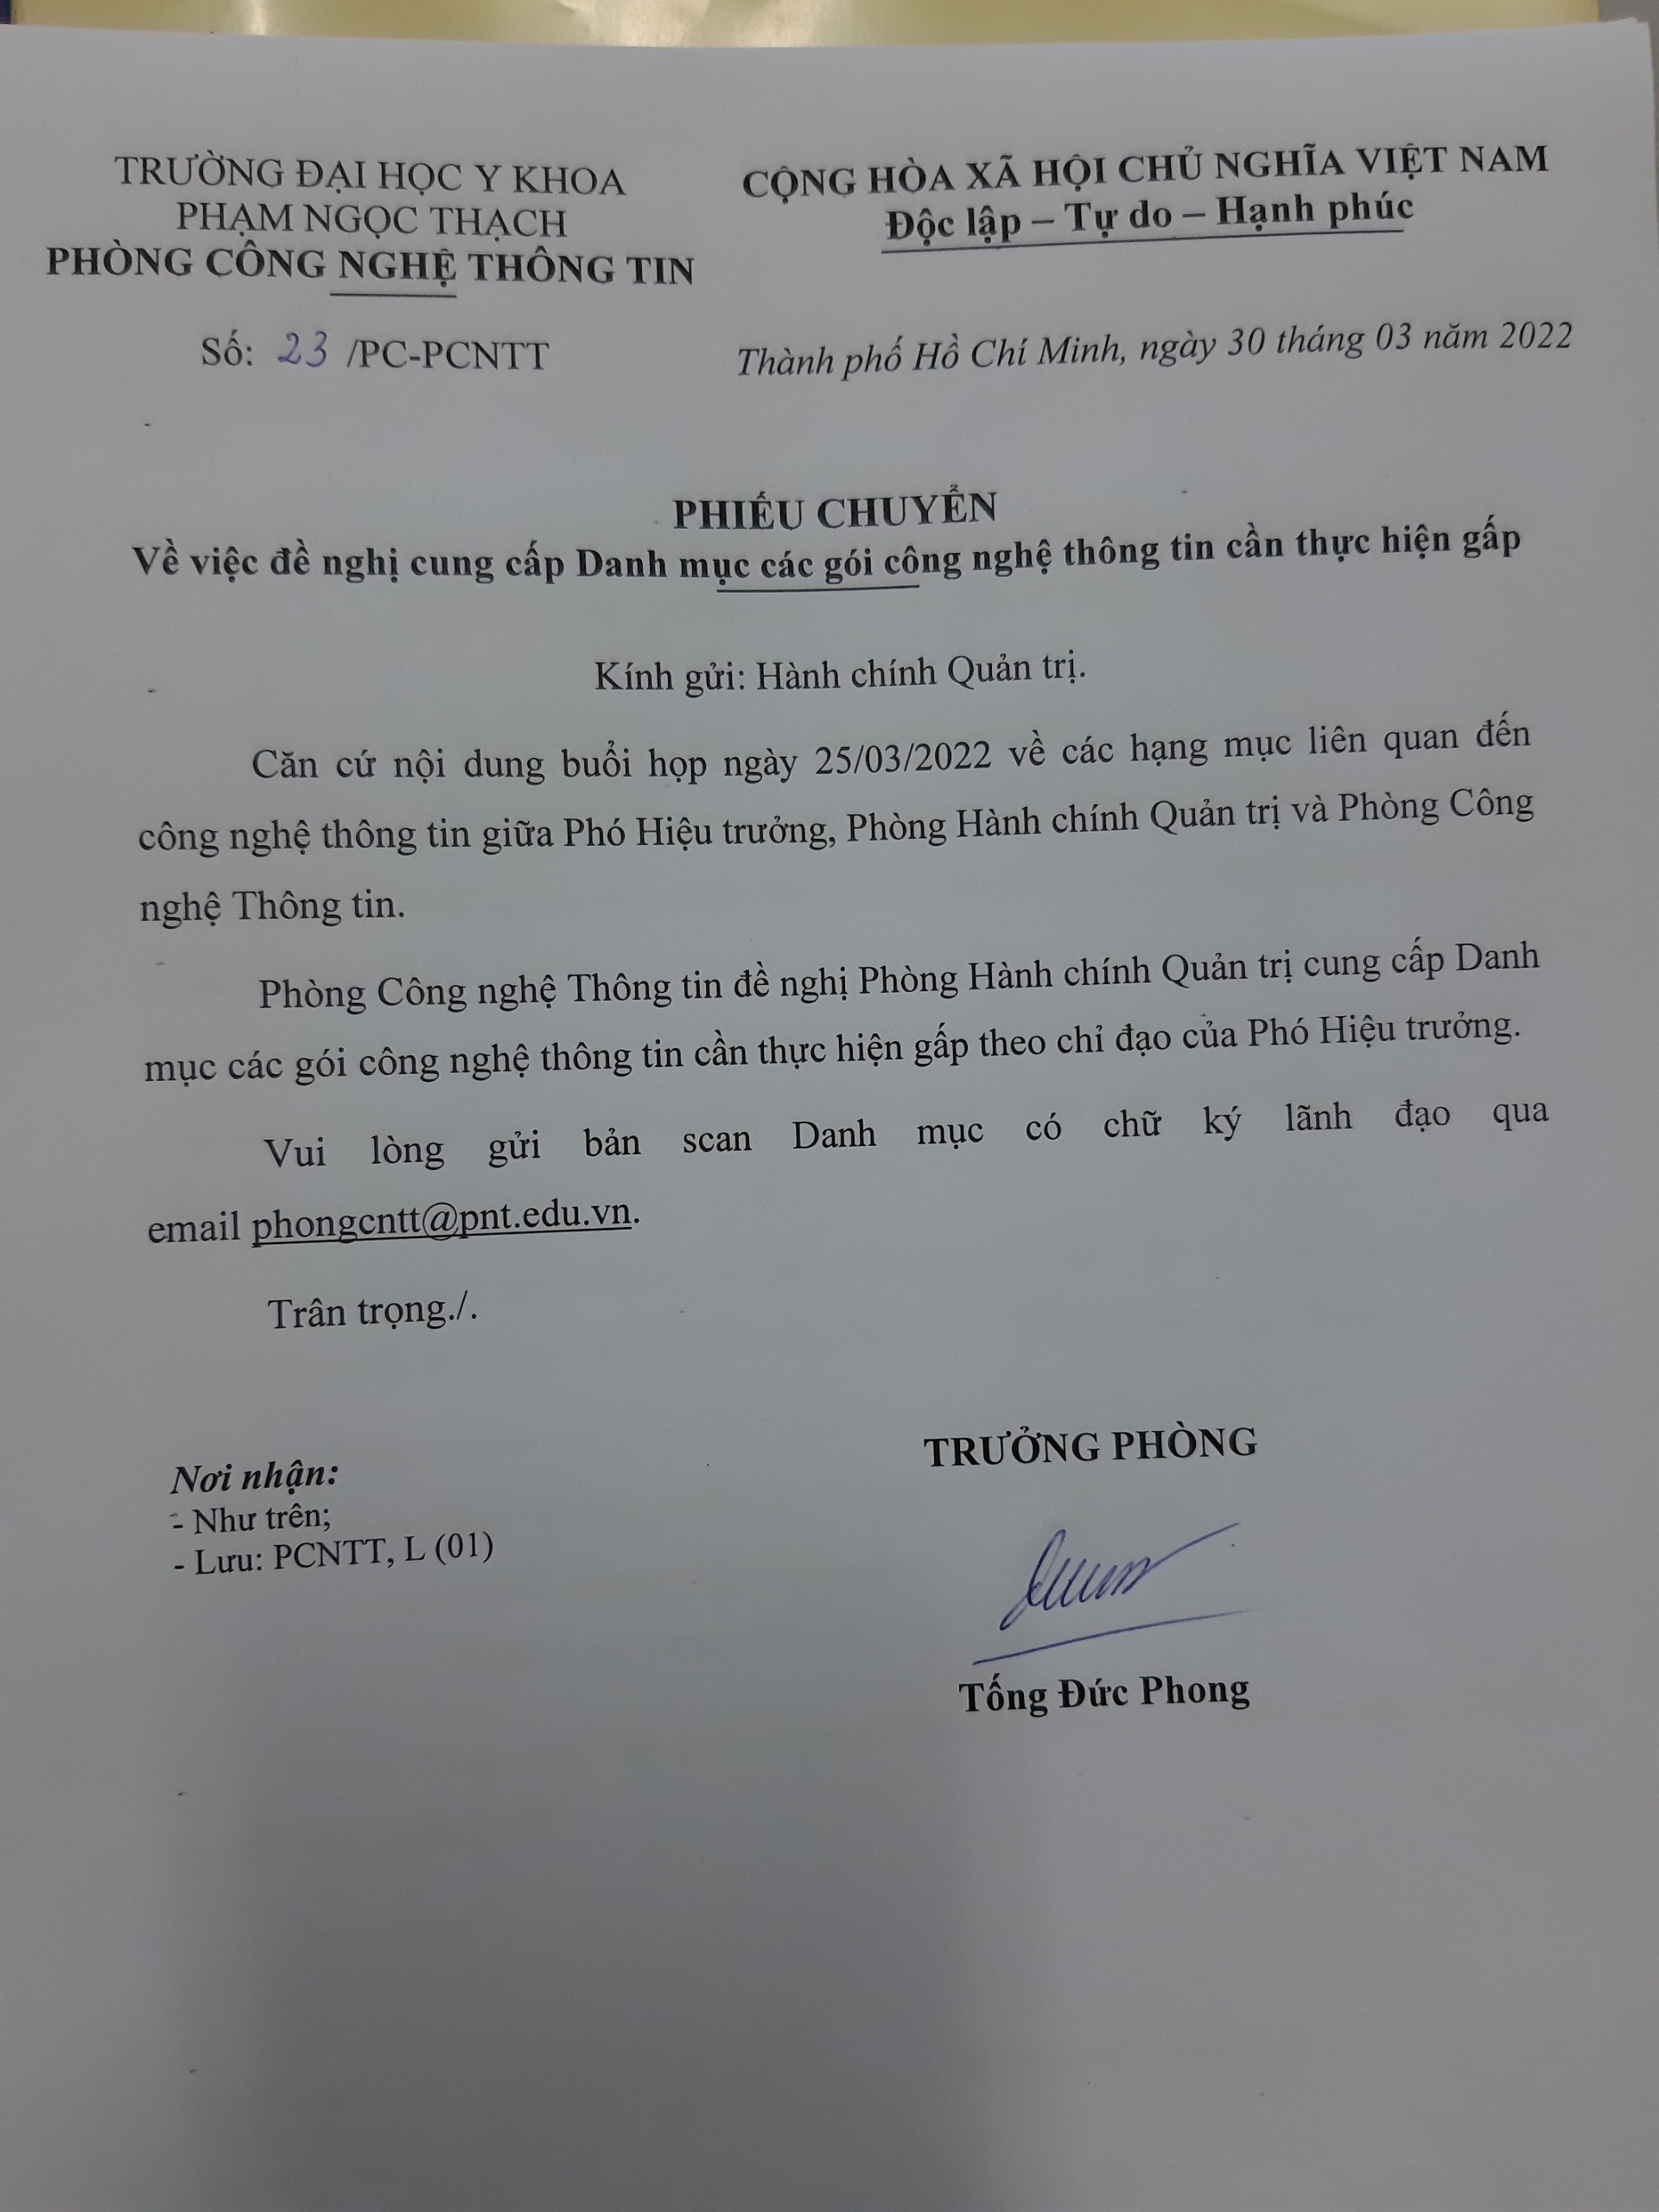 TRƯỜNG ĐẠI HỌC Y KHOA
PHẠM NGỌC THẠCH
PHÒNG CÔNG NGHỆ THÔNG TIN
Số: 23 /PC-PCNTT
CỘNG HÒA XÃ HỘI CHỦ NGHĨA VIỆT NAM
Độc lập – Tự do – Hạnh phúc
Thành phố Hồ Chí Minh, ngày 30 tháng 03 năm 2022
PHIẾU CHUYỂN
Về việc đề nghị cung cấp Danh mục các gói công nghệ thông tin cần thực hiện gấp
Kính gửi: Hành chính Quản trị.
Căn cứ nội dung buổi họp ngày 25/03/2022 về các hạng mục liên quan đến
công nghệ thông tin giữa Phó Hiệu trưởng, Phòng Hành chính Quản trị và Phòng Công
nghệ Thông tin.
Phòng Công nghệ Thông tin đề nghị Phòng Hành chính Quản trị cung cấp Danh
mục các gói công nghệ thông tin cần thực hiện gấp theo chỉ đạo của Phó Hiệu trưởng.
Vui lòng gửi bản scan Danh mục có chữ ký lãnh đạo qua
email phongcntt@pnt.edu.vn.
Trân trọng./.
Nơi nhận:
- Như trên;
- Lưu: PCNTT, L (01)
TRƯỞNG PHÒNG
Tống Đức Phong